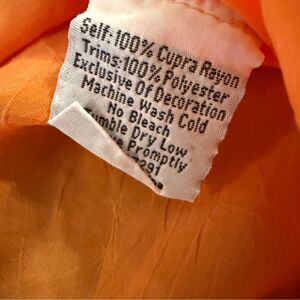 Self:100% Cupra Rayon
Trims:100% Polyester
Exclusive Of Decoration
Machine Wash Cold
No Bleach
Tumble Dry Low
Promptly